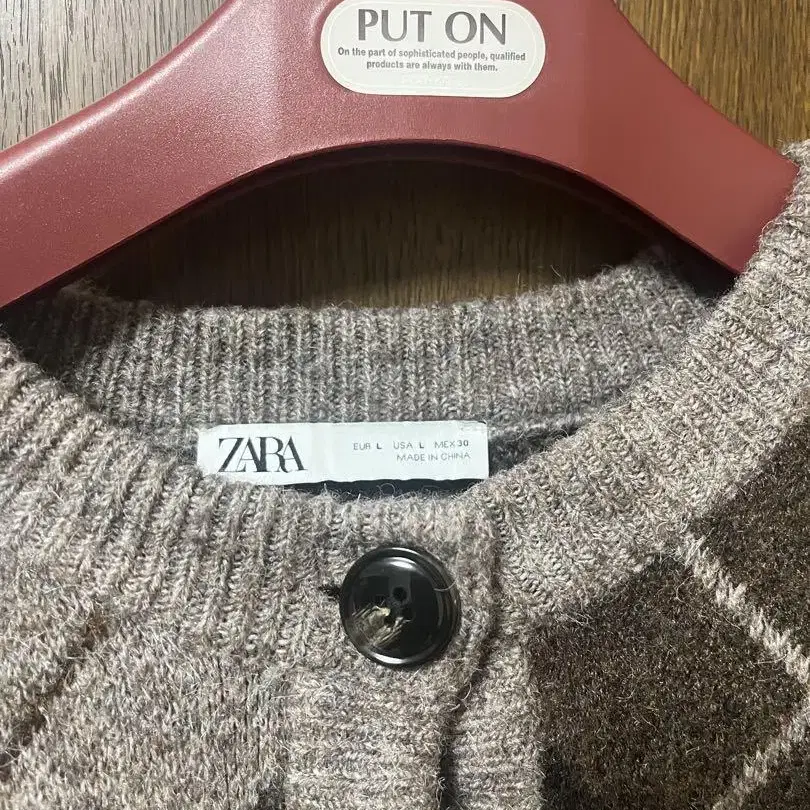 PUT ON
On the part of sophisticated people, qualified
products are always with them.
ZARA
EUR L USA L MEX 30
MADE IN CHINA